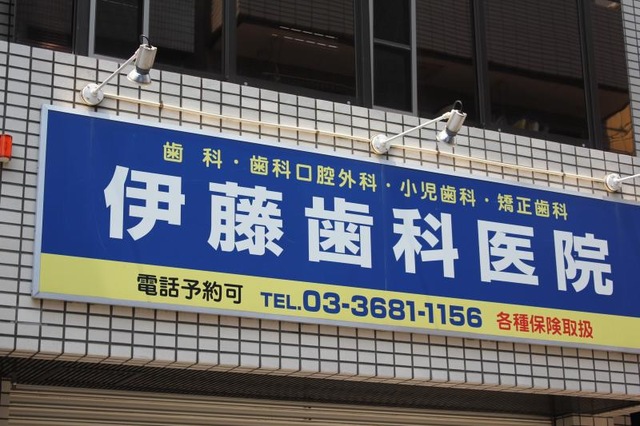 歯科・歯科口腔外科・小児歯科・矯正歯科
伊藤歯科医院
電話予約可 TEL.03-3681-1156 各種保険取扱